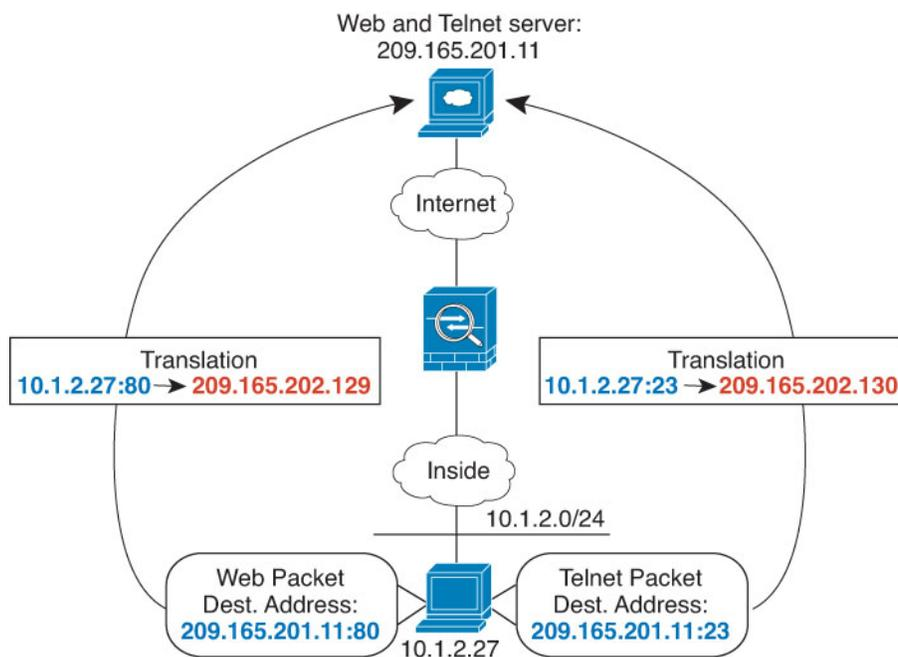 Web and Telnet server:
209.165.201.11
Internet
Translation
10.1.2.27:80 209.165.202.129
Translation
10.1.2.27:23 209.165.202.130
Inside
10.1.2.0/24
Web Packet
Dest. Address:
209.165.201.11:80
Telnet Packet
Dest. Address:
209.165.201.11:23
10.1.2.27